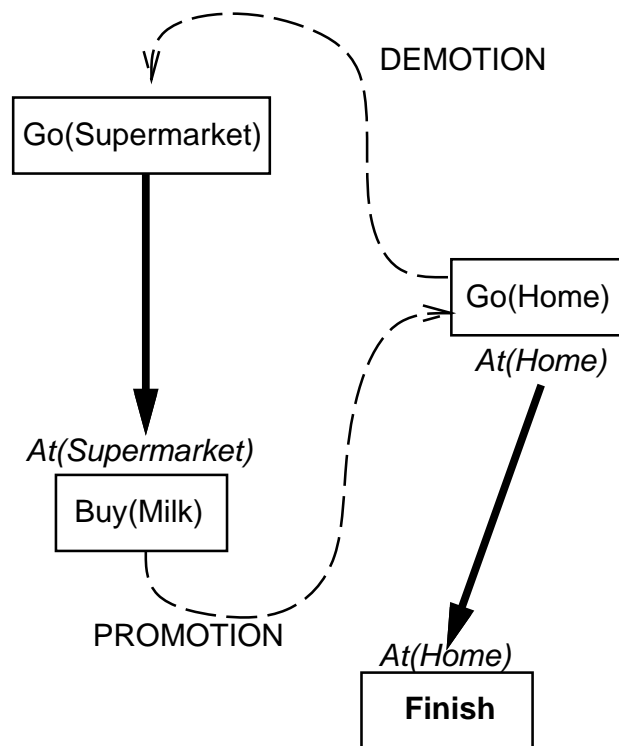 DEMOTION
Go(Supermarket)
Go(Home)
At(Home)
At(Supermarket)
Buy(Milk)
PROMOTION
At(Home)
Finish